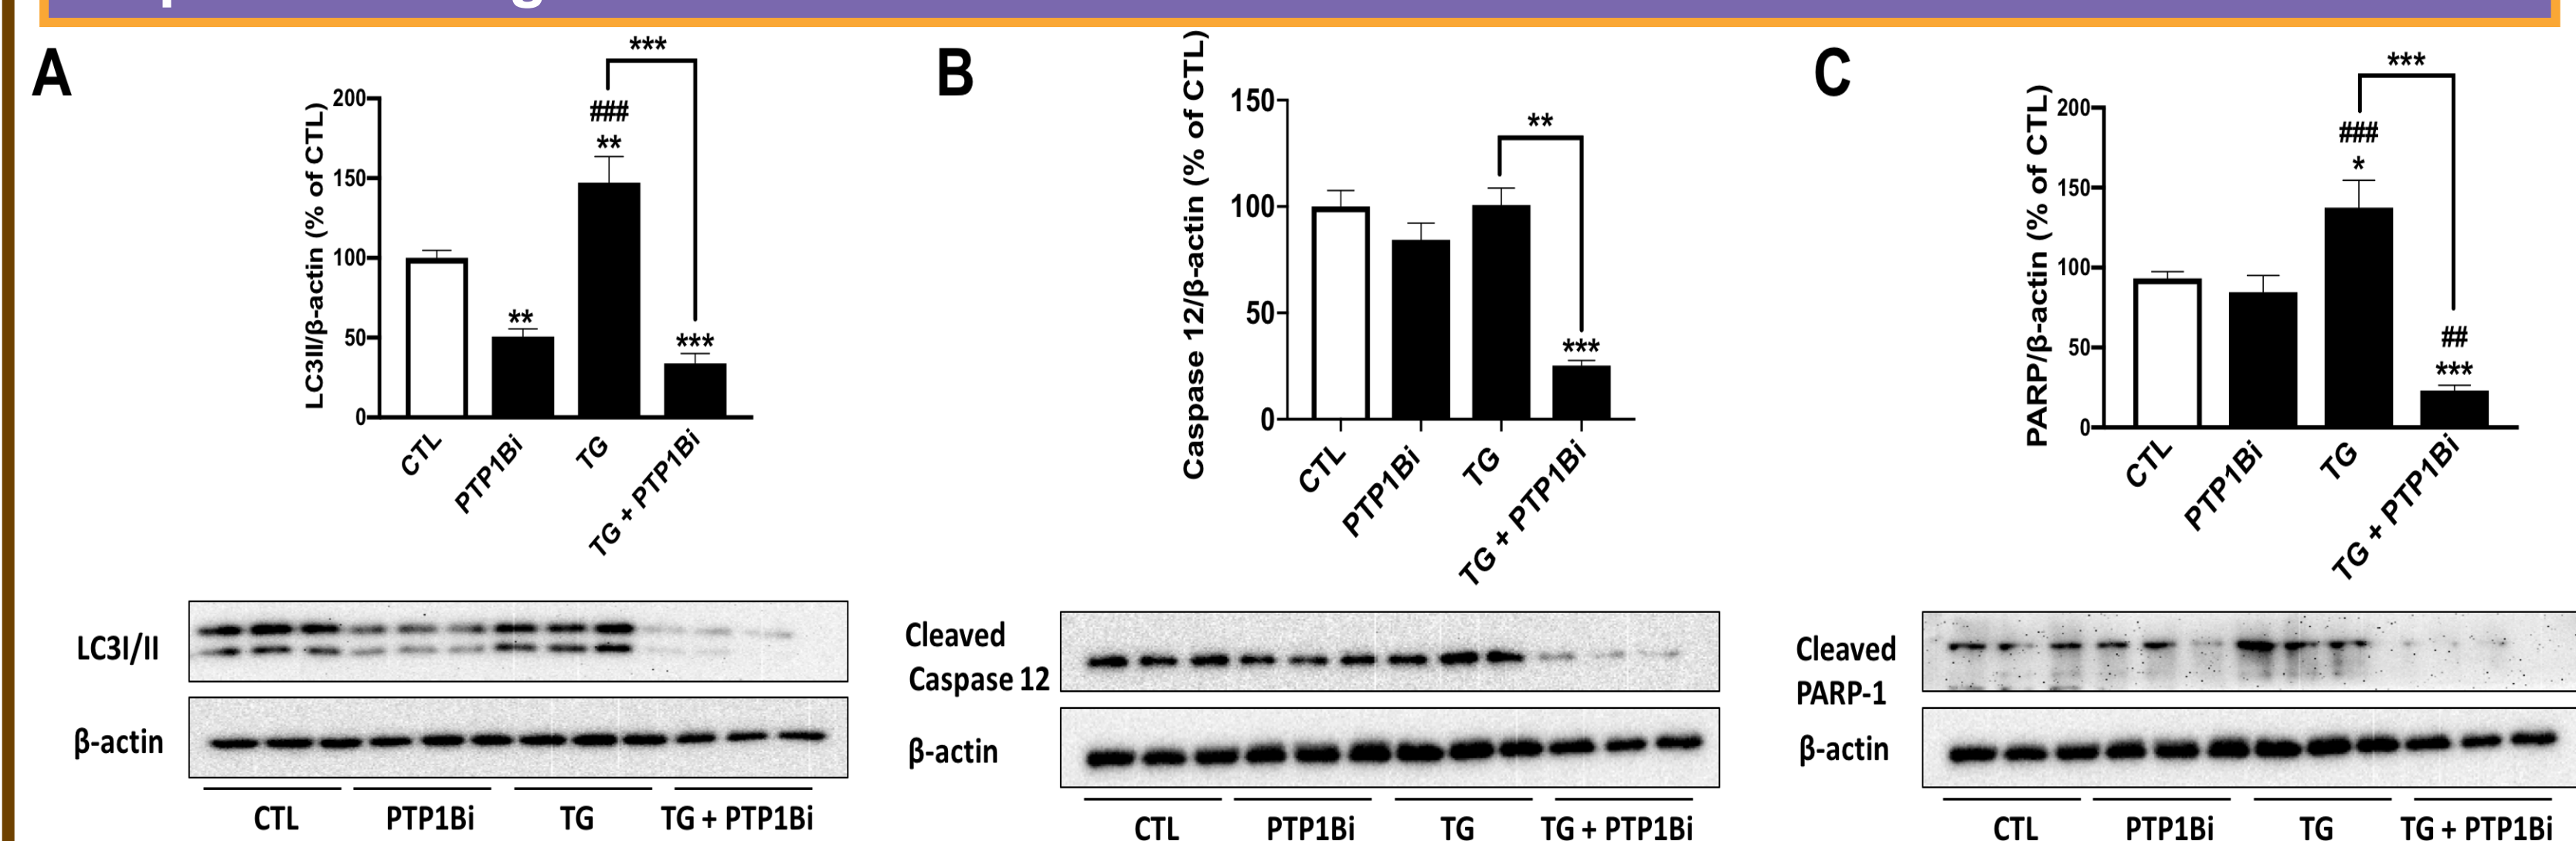 A
LC3II/β-actin (% of CTL)
200
150
100
50
0
***
###
**
**
***
CTL
PTP1Bi
TG
TG + PTP1Bi
LC3I/II
β-actin
CTL PTP1Bi TG TG + PTP1Bi
B
Caspase 12/β-actin (% of CTL)
150
100
50
0
**
***
CTL
PTP1Bi
TG
TG + PTP1Bi
Cleaved
Caspase 12
β-actin
CTL PTP1Bi TG TG + PTP1Bi
C
PARP/β-actin (% of CTL)
200
150
100
50
0
***
###
*
##
***
CTL
PTP1Bi
TG
TG + PTP1Bi
Cleaved
PARP-1
β-actin
CTL PTP1Bi TG TG + PTP1Bi